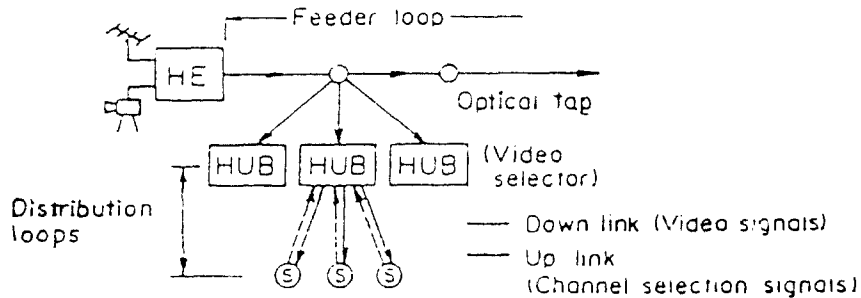 Feeder loop
HE
Optical tap
HUB HUB HUB
(Video
selector)
Distribution
loops
Down link (Video signals)
Up link
(Channel selection signals)
S S S